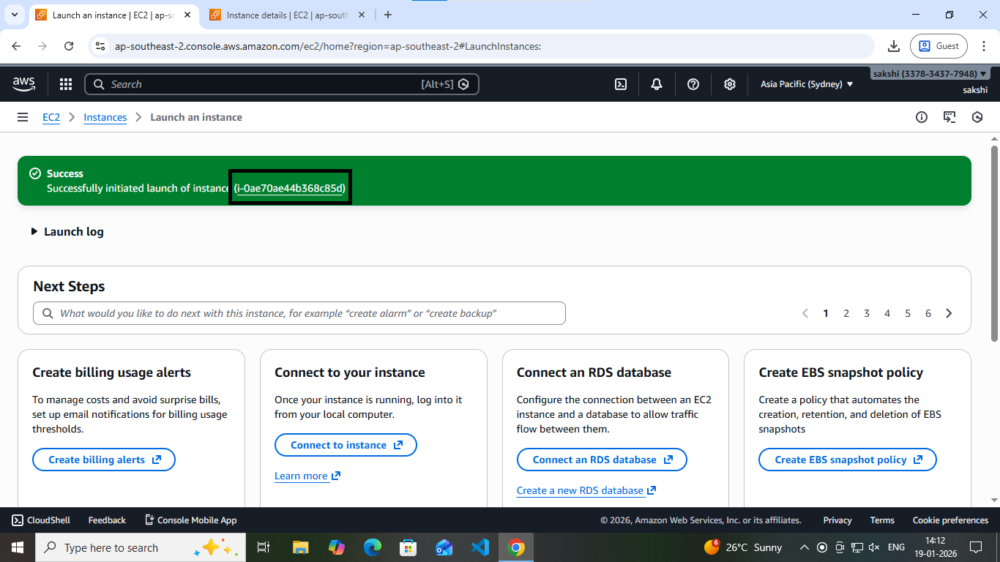 Launch an instance | EC2 | ap-so
Instance details | EC2 | ap-south
ap-southeast-2.console.aws.amazon.com/ec2/home?region=ap-southeast-2#LaunchInstances:
Guest
aws
Search
[Alt+S]
Asia Pacific (Sydney)
sakshi (3378-3437-7948)
sakshi
EC2
Instances
Launch an instance
Success
Successfully initiated launch of instance (i-0ae70ae44b368c85d)
Launch log
Next Steps
What would you like to do next with this instance, for example “create alarm” or “create backup"
1 2 3 4 5 6
Create billing usage alerts
To manage costs and avoid surprise bills,
set up email notifications for billing usage
thresholds.
Create billing alerts
Connect to your instance
Once your instance is running, log into it
from your local computer.
Connect to instance
Learn more
Connect an RDS database
Configure the connection between an EC2
instance and a database to allow traffic
flow between them.
Connect an RDS database
Create a new RDS database
Create EBS snapshot policy
Create a policy that automates the
creation, retention, and deletion of EBS
snapshots
Create EBS snapshot policy
CloudShell
Feedback
Console Mobile App
© 2026, Amazon Web Services, Inc. or its affiliates.
Privacy
Terms
Cookie preferences
Type here to search
6
26°C Sunny
ENG
14:12
19-01-2026